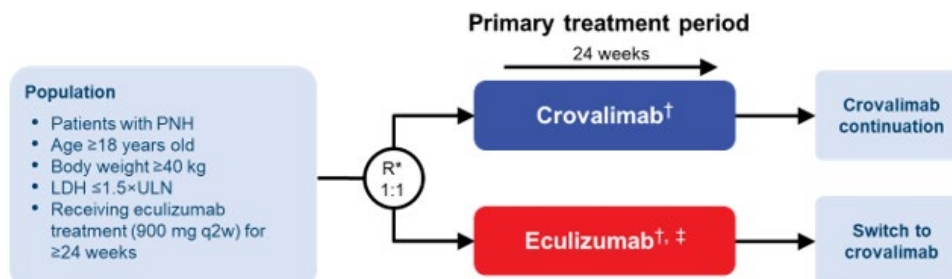 Primary treatment period
24 weeks
Population
• Patients with PNH
• Age ≥18 years old
• Body weight ≥40 kg
• LDH ≤1.5×ULN
• Receiving eculizumab
treatment (900 mg q2w) for
≥24 weeks
R*
1:1
Crovalimab†
Crovalimab
continuation
Eculizumab†, ‡
Switch to
crovalimab